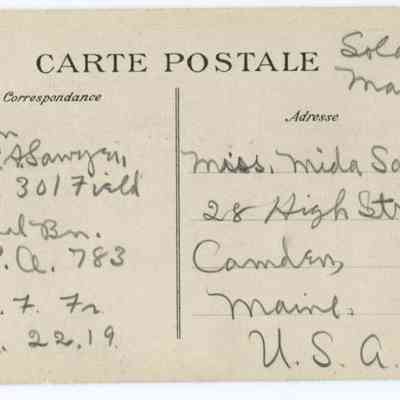 CARTE POSTALE
Sol
Ma
Correspondance
Adresse
n
A Sawyer,
301 Field
Bn.
O. 783
. 7. Fr
. 22.19
Miss. Mida Sa
28 High Str
Camden,
Maine.
U. S. A.